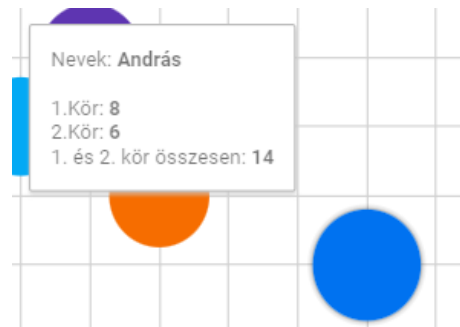 Nevek: András
1.Kör: 8
2.Kör: 6
1. és 2. kör összesen: 14